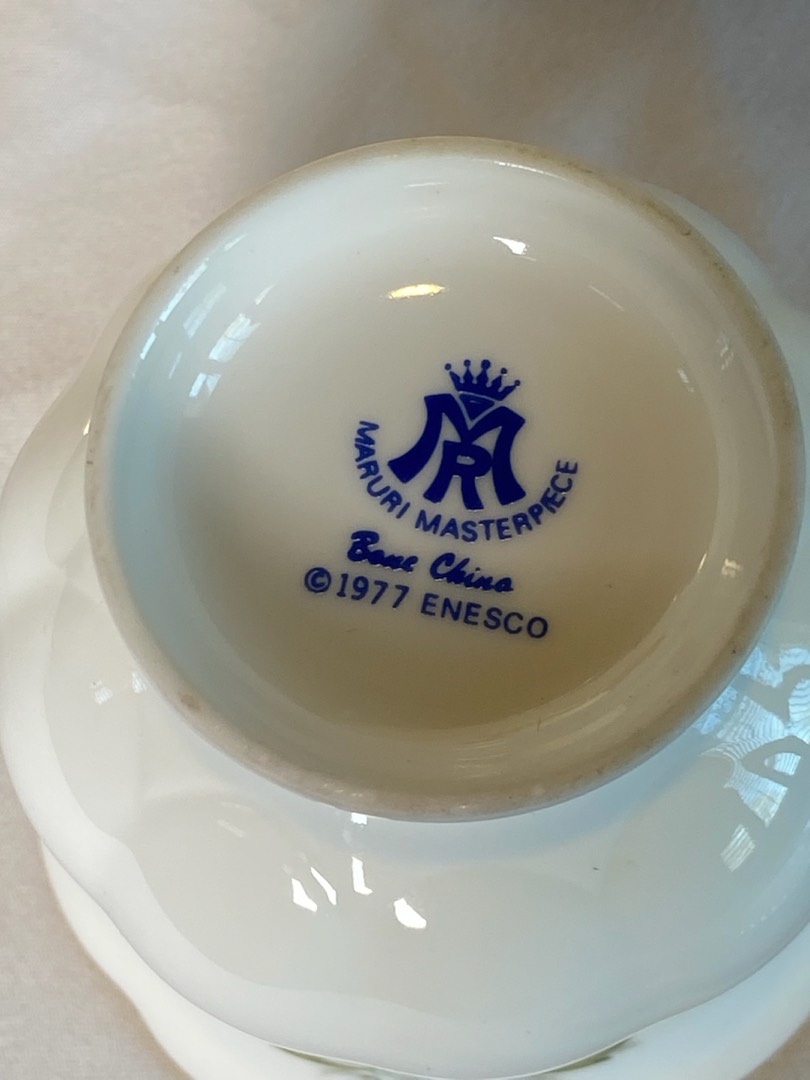 MR
MARURI MASTERPIECE
Bone China
©1977 ENESCO